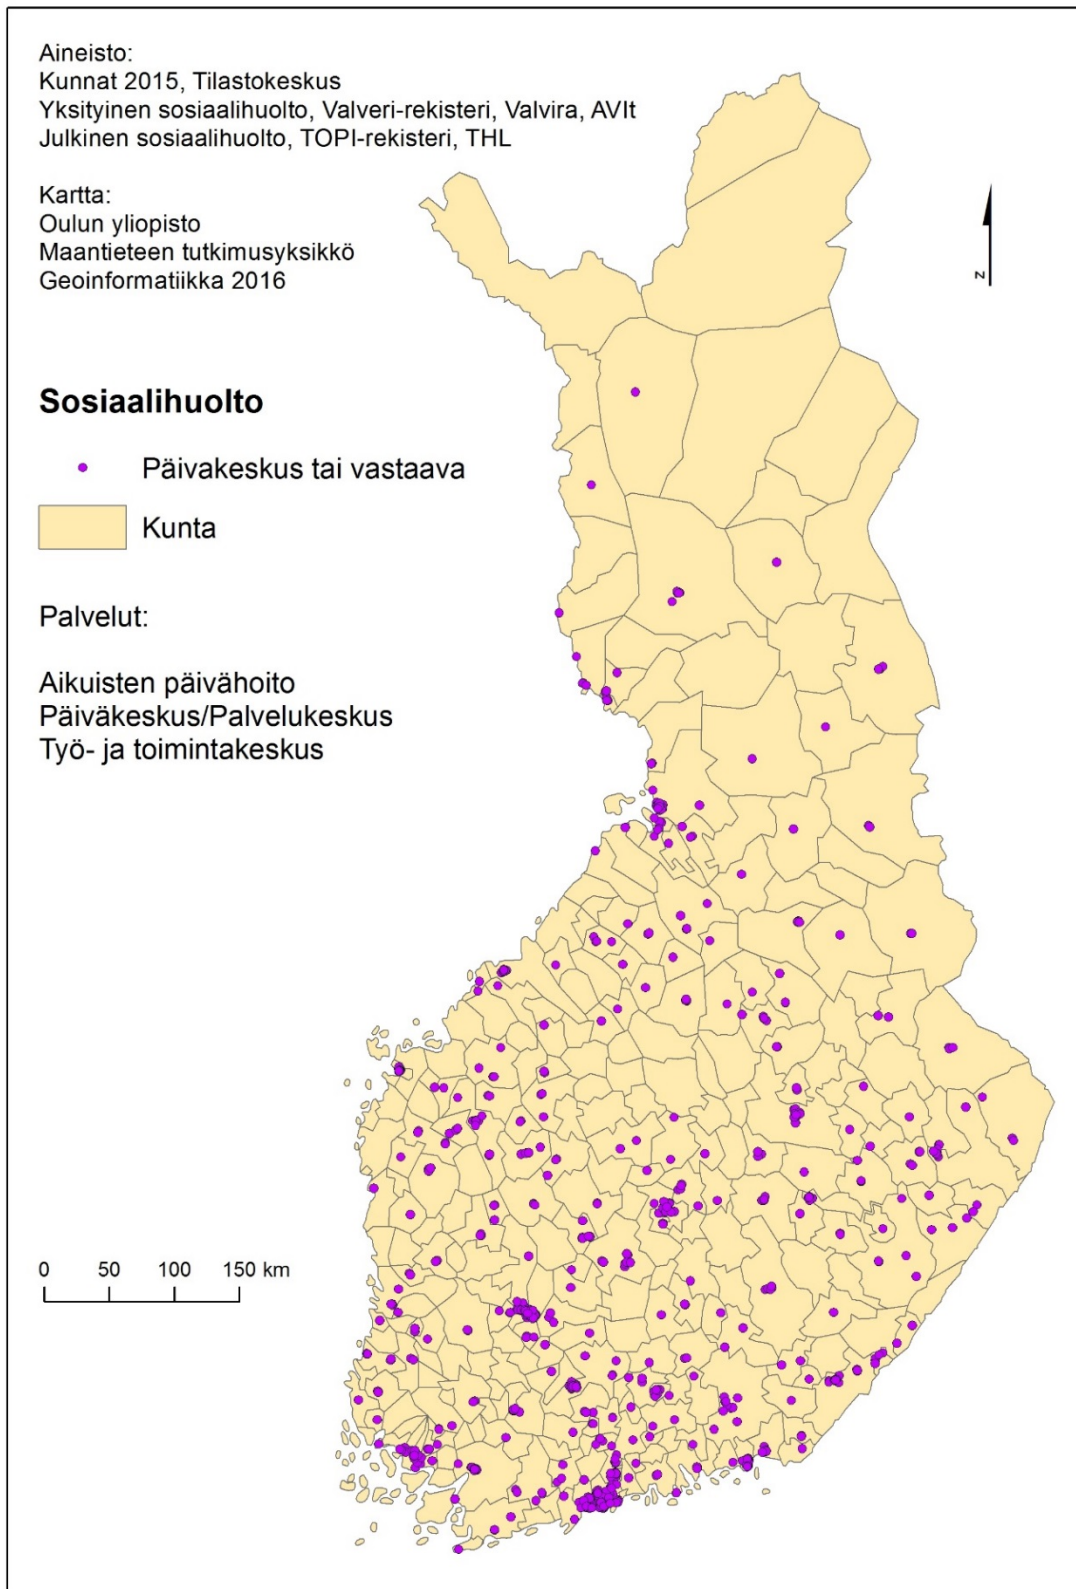 Aineisto:
Kunnat 2015, Tilastokeskus
Yksityinen sosiaalihuolto, Valveri-rekisteri, Valvira, AVIt
Julkinen sosiaalihuolto, TOPI-rekisteri, THL
Kartta:
Oulun yliopisto
Maantieteen tutkimusyksikkö
Geoinformatiikka 2016
N
Sosiaalihuolto
Päivakeskus tai vastaava
Kunta
Palvelut:
Aikuisten päivähoito
Päiväkeskus/Palvelukeskus
Työ- ja toimintakeskus
0 50 100 150 km